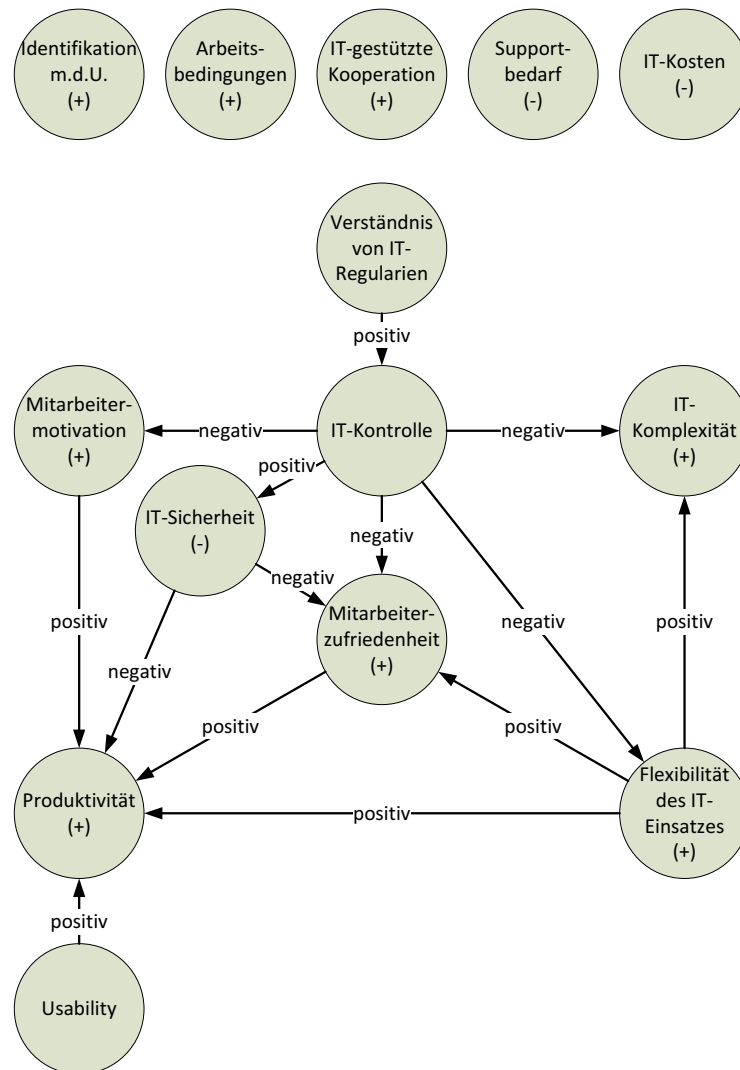 Identifikation
m.d.U.
(+)
Arbeits-
bedingungen
(+)
IT-gestützte
Kooperation
(+)
Support-
bedarf
(-)
IT-Kosten
(-)
Verständnis
von IT-
Regularien
positiv
Mitarbeiter-
motivation
(+)
negativ
IT-Kontrolle
negativ
IT-
Komplexität
(+)
positiv
IT-Sicherheit
(-)
negativ
negativ
Mitarbeiter-
zufriedenheit
(+)
positiv
negativ
positiv
negativ
positiv
positiv
Produktivität
(+)
positiv
Flexibilität
des IT-
Einsatzes
(+)
positiv
Usability